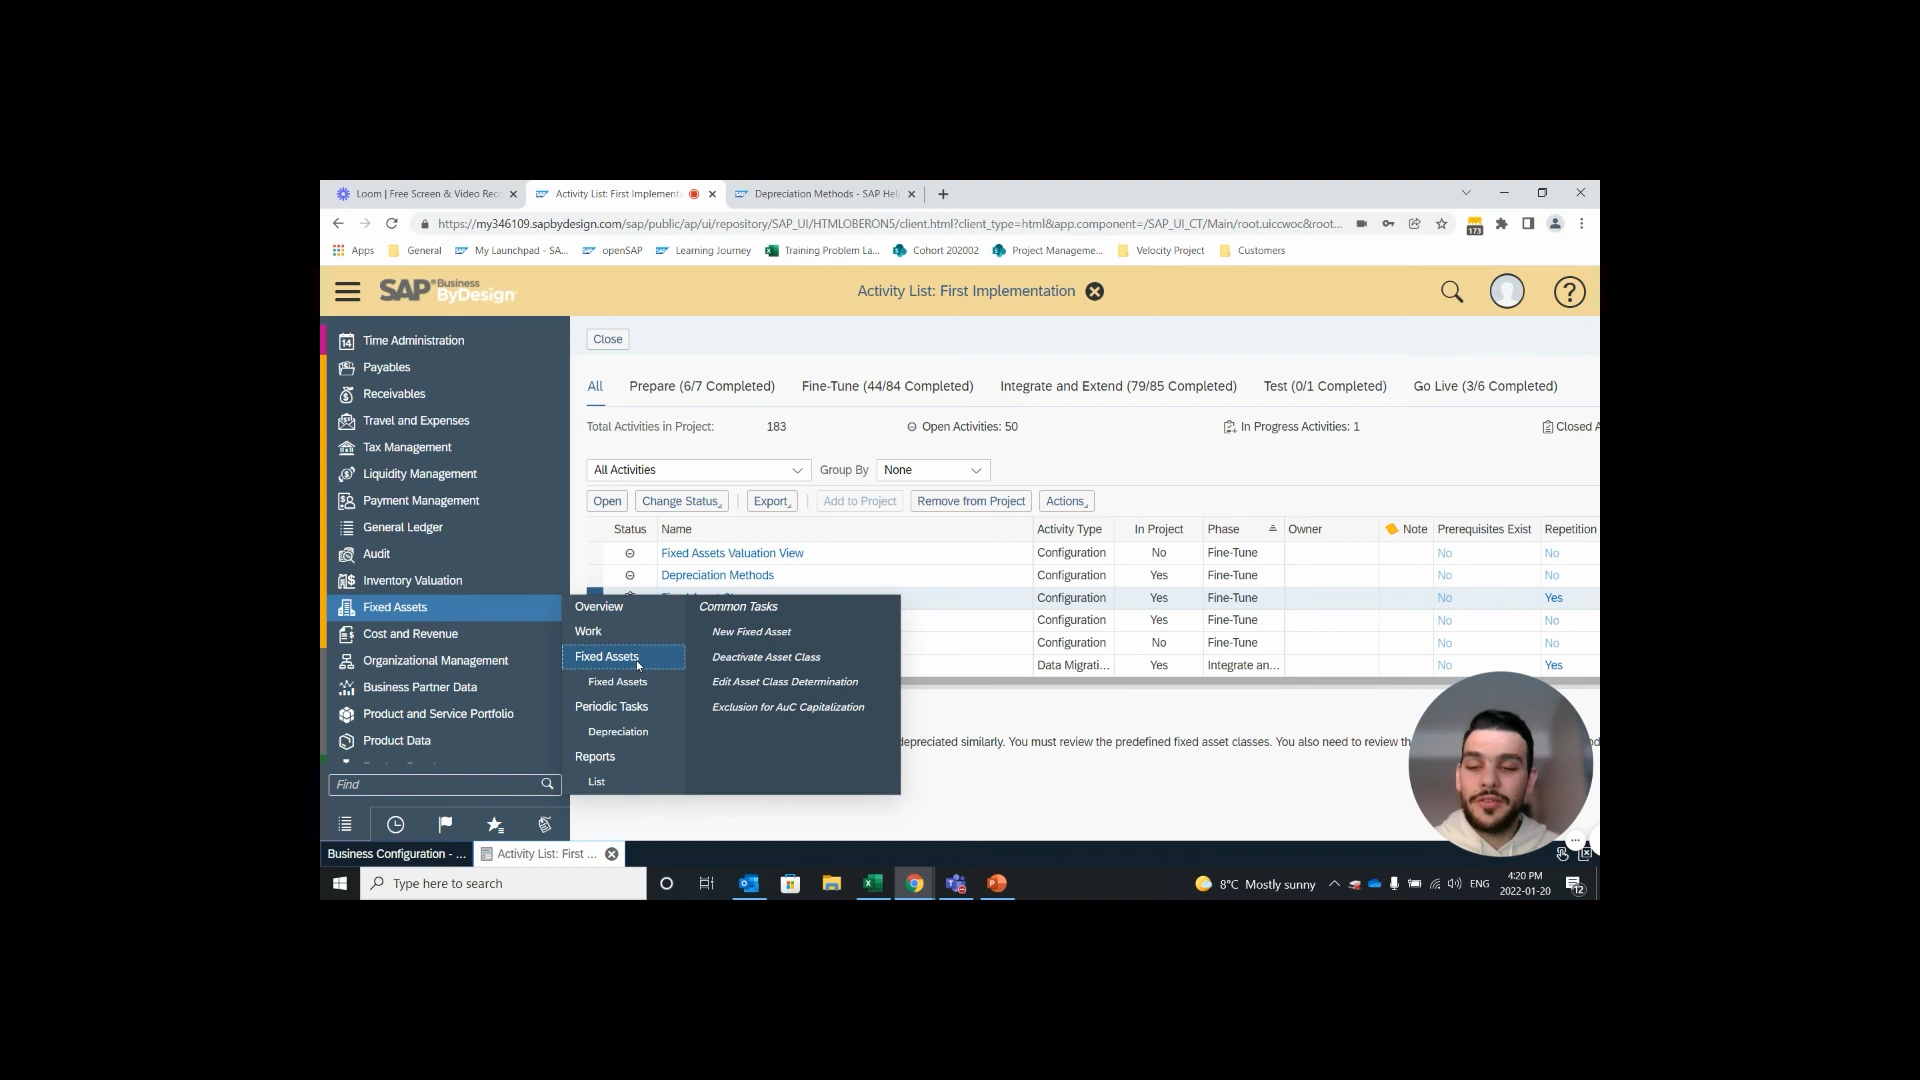 Loom | Free Screen & Video Rec
Activity List: First Implementa
Depreciation Methods - SAP Hel
https://my346109.sapbydesign.com/sap/public/ap/ui/repository/SAP_UI/HTMLOBERON5/client.html?client_type=html&app.component=/SAP_UI_CT/Main/root.uiccwoc&root...
173
Apps
General
My Launchpad - SA...
openSAP
Learning Journey
Training Problem La...
Cohort 202002
Project Manageme...
Velocity Project
Customers
SAP Business ByDesign
Activity List: First Implementation
Time Administration
Payables
Receivables
Travel and Expenses
Tax Management
Liquidity Management
Payment Management
General Ledger
Audit
Inventory Valuation
Fixed Assets
Cost and Revenue
Organizational Management
Business Partner Data
Product and Service Portfolio
Product Data
Find
Close
All
Prepare (6/7 Completed)
Fine-Tune (44/84 Completed)
Integrate and Extend (79/85 Completed)
Test (0/1 Completed)
Go Live (3/6 Completed)
Total Activities in Project: 183
Open Activities: 50
In Progress Activities: 1
Closed A
All Activities
Group By None
Open
Change Status
Export
Add to Project
Remove from Project
Actions
Status Name Activity Type In Project Phase Owner Note Prerequisites Exist Repetition
Fixed Assets Valuation View Configuration No Fine-Tune No No
Depreciation Methods Configuration Yes Fine-Tune No No
Configuration Yes Fine-Tune No Yes
Configuration Yes Fine-Tune No No
Configuration No Fine-Tune No No
Data Migrati... Yes Integrate an... No Yes
Overview
Work
Fixed Assets
Fixed Assets
Periodic Tasks
Depreciation
Reports
List
Common Tasks
New Fixed Asset
Deactivate Asset Class
Edit Asset Class Determination
Exclusion for AuC Capitalization
depreciated similarly. You must review the predefined fixed asset classes. You also need to review th
Business Configuration - ...
Activity List: First ...
Type here to search
8°C Mostly sunny
ENG
4:20 PM
2022-01-20
12